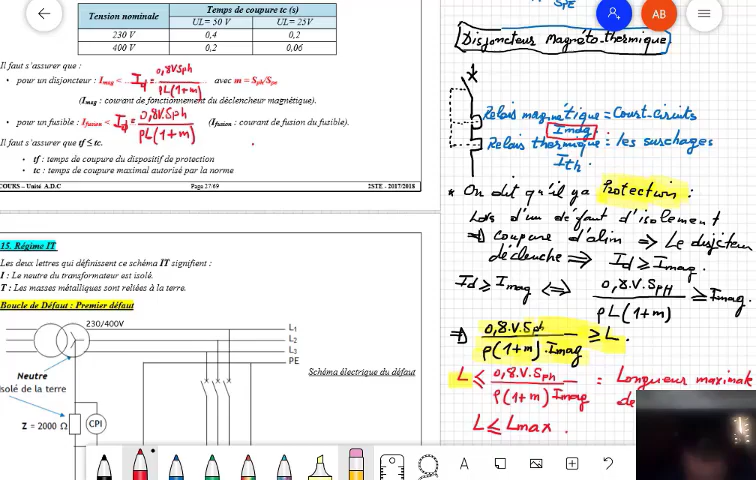 Temps de coupure tc (s)
Tension nominale
UL= 50 V
UL= 25V
230 V
0,4
0,2
400 V
0,2
0,06
Il faut s'assurer que :
• pour un disjoncteur : Imag < Id = 0,8VSph / ρL(1+m) avec m = Sph/Spe
(Imag : courant de fonctionnement du déclencheur magnétique).
• pour un fusible : Ifusion < Id = 0,8VSph / ρL(1+m) (Ifusion : courant de fusion du fusible).
Il faut s'assurer que tf ≤ tc.
• tf : temps de coupure du dispositif de protection
• tc : temps de coupure maximal autorisé par la norme
COURS – Unité A.D.C
Page 27/69
2STE - 2017/2018
15. Régime IT
Les deux lettres qui définissent ce schéma IT signifient :
I : Le neutre du transformateur est isolé.
T : Les masses métalliques sont reliées à la terre.
Boucle de Défaut : Premier défaut
230/400V
L1
L2
L3
PE
Neutre
Isolé de la terre
Schéma électrique du défaut
Z = 2000 Ω
CPI
SPE
AB
Disjoncteur Magnéto-thermique
Relais magnétique = Court-circuits
Imag
Relais thermique : les surchages
Ith.
* On dit qu'il ya Protection :
Lors d'un défaut d'isolement
⇒ coupure d'alim ⇒ Le disjcteur
déclenche ⇒ Id ≥ Imag.
Id ≥ Imag ⇔ 0,8.V.SpH / ρL(1+m) ≥ Imag.
⇒ 0,8.V.Sph / ρ(1+m).Imag ≥ L.
L ≤ 0,8.V.Sph / ρ(1+m) Imag = Longueur maximale
de
L ≤ Lmax.
A